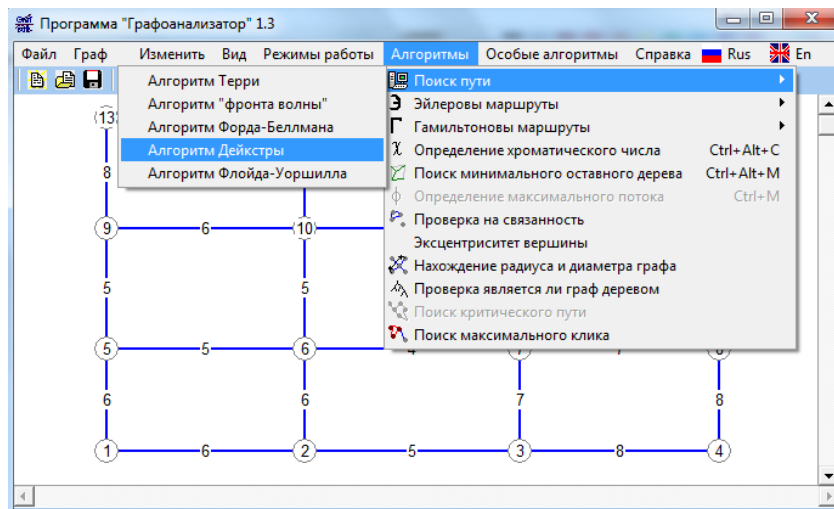 Программа "Графоанализатор" 1.3
Файл Граф Изменить Вид Режимы работы Алгоритмы Особые алгоритмы Справка Rus En
Алгоритм Терри
Алгоритм "фронта волны"
Алгоритм Форда-Беллмана
Алгоритм Дейкстры
Алгоритм Флойда-Уоршилла
Поиск пути
Эйлеровы маршруты
Гамильтоновы маршруты
Определение хроматического числа Ctrl+Alt+C
Поиск минимального оставного дерева Ctrl+Alt+M
Определение максимального потока Ctrl+M
Проверка на связанность
Эксцентриситет вершины
Нахождение радиуса и диаметра графа
Проверка является ли граф деревом
Поиск критического пути
Поиск максимального клика
13
8
9 6 10
5 5
5 5 6
6 6 7 8
1 6 2 5 3 8 4